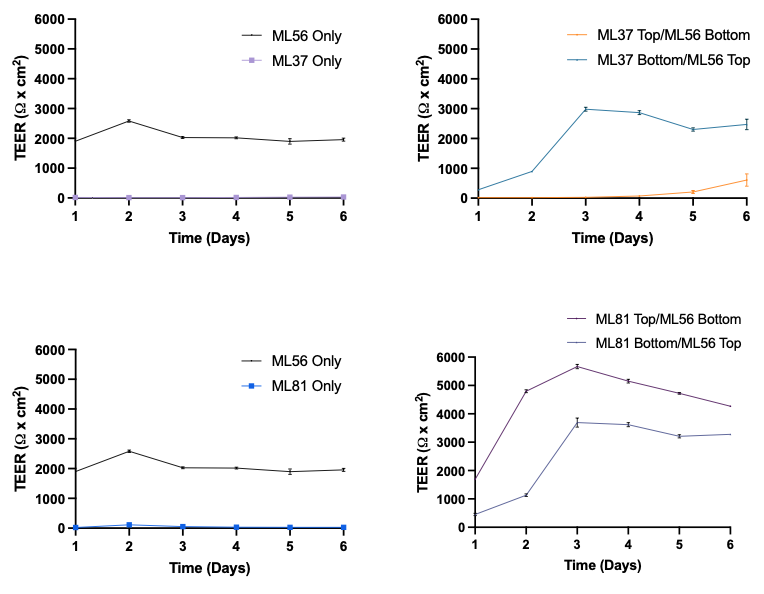 ML56 Only
ML37 Only
6000
5000
4000
3000
2000
1000
0
TEER (Ω x cm²)
1 2 3 4 5 6
Time (Days)
ML37 Top/ML56 Bottom
ML37 Bottom/ML56 Top
6000
5000
4000
3000
2000
1000
0
TEER (Ω x cm²)
1 2 3 4 5 6
Time (Days)
ML56 Only
ML81 Only
6000
5000
4000
3000
2000
1000
0
TEER (Ω x cm²)
1 2 3 4 5 6
Time (Days)
ML81 Top/ML56 Bottom
ML81 Bottom/ML56 Top
6000
5000
4000
3000
2000
1000
0
TEER (Ω x cm²)
1 2 3 4 5 6
Time (Days)